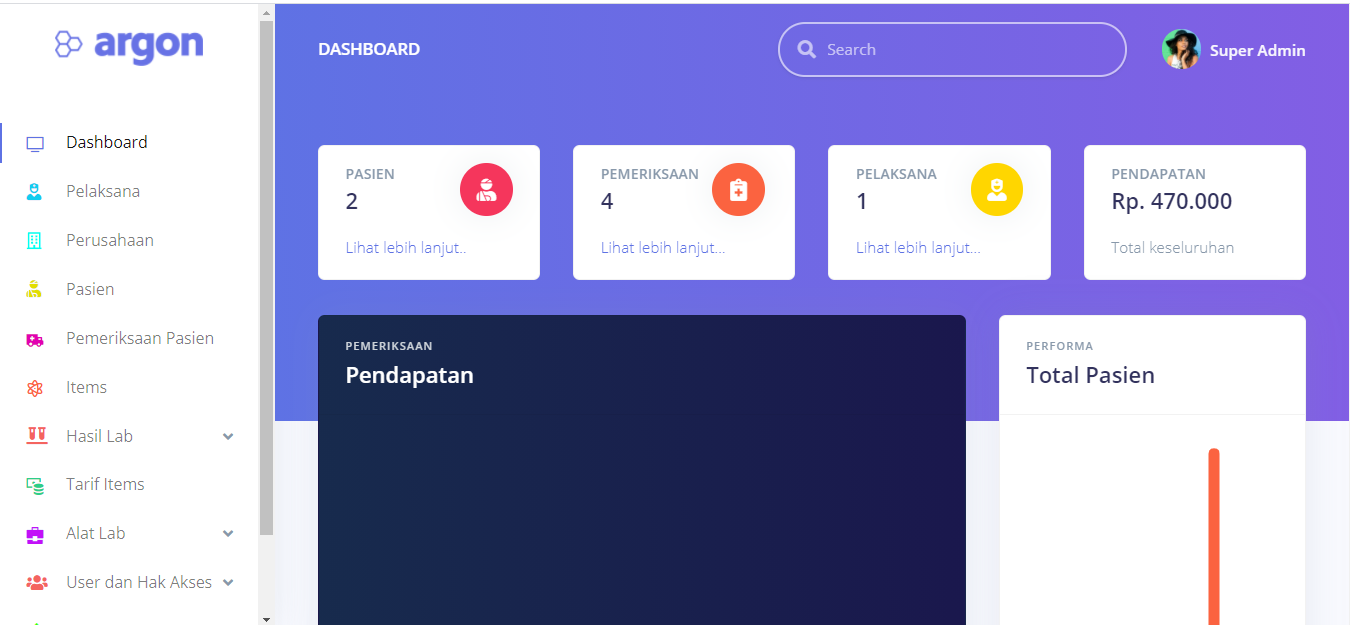 argon
Dashboard
Pelaksana
Perusahaan
Pasien
Pemeriksaan Pasien
Items
Hasil Lab
Tarif Items
Alat Lab
User dan Hak Akses
DASHBOARD
Search
Super Admin
PASIEN
2
Lihat lebih lanjut..
PEMERIKSAAN
4
Lihat lebih lanjut...
PELAKSANA
1
Lihat lebih lanjut...
PENDAPATAN
Rp. 470.000
Total keseluruhan
PEMERIKSAAN
Pendapatan
PERFORMA
Total Pasien